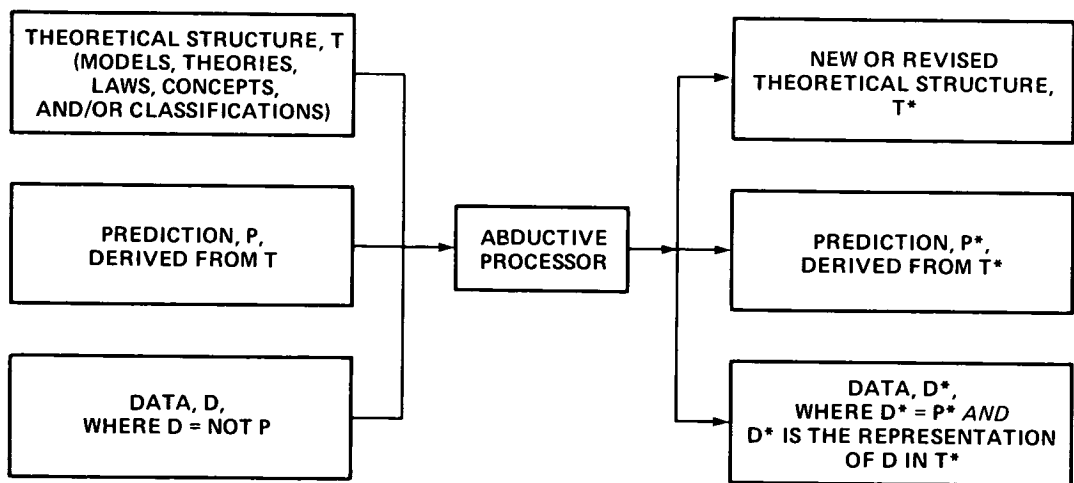 THEORETICAL STRUCTURE, T
(MODELS, THEORIES,
LAWS, CONCEPTS,
AND/OR CLASSIFICATIONS)
PREDICTION, P,
DERIVED FROM T
DATA, D,
WHERE D = NOT P
ABDUCTIVE
PROCESSOR
NEW OR REVISED
THEORETICAL STRUCTURE,
T*
PREDICTION, P*,
DERIVED FROM T*
DATA, D*,
WHERE D* = P* AND
D* IS THE REPRESENTATION
OF D IN T*